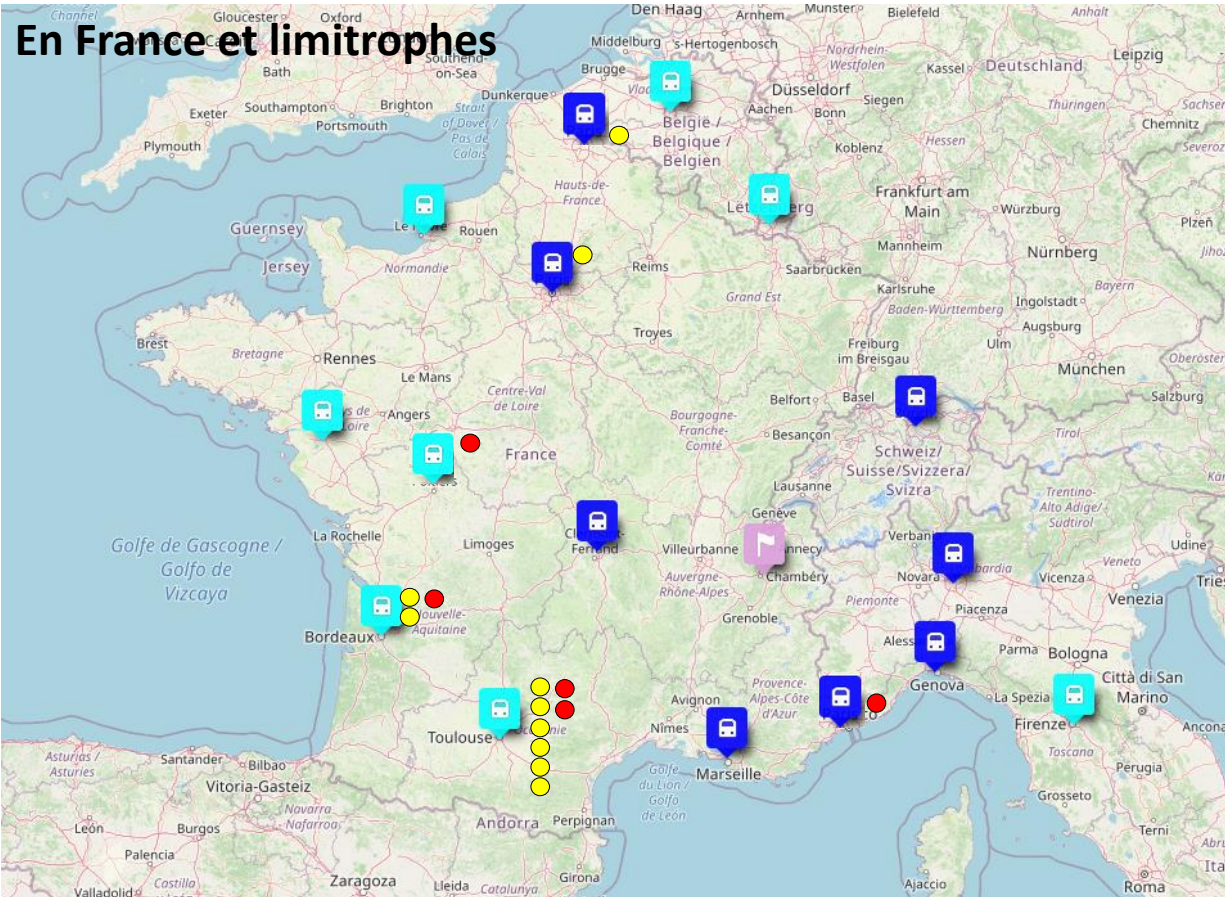 En France et limitrophes
Channel
Gloucester
Oxford
Den Haag
Arnhem
Munster
Bielefeld
Anhalt
Bath
Southend-
on-Sea
Middelburg
's-Hertogenbosch
Nordrhein-
Westfalen
Kassel
Deutschland
Leipzig
Brugge
Dunkerque
Düsseldorf
Siegen
Aachen
Bonn
Thüringen
Chemnitz
Exeter
Southampton
Brighton
Portsmouth
Strait
of Dover /
Pas de
Calais
België /
Belgique /
Belgien
Plymouth
Koblenz
Hessen
Hauts-de-
France
Frankfurt am
Main
Würzburg
Plzeň
Guernsey
Rouen
Mannheim
Nürnberg
Jersey
Normandie
Reims
Saarbrücken
Karlsruhe
Grand Est
Baden-Württemberg
Ingolstadt
Bayern
Augsburg
Brest
Troyes
Freiburg
im Breisgau
Ulm
Bretagne
Rennes
München
Le Mans
Centre-Val
de Loire
Belfort
Basel
Salzburg
Angers
Bourgogne-
Franche-
Comté
Besançon
Tirol
France
Schweiz/
Suisse/Svizzera/
Svizra
Lausanne
Trentino-
Alto Adige/
Südtirol
Genève
La Rochelle
Golfe de Gascogne /
Golfo de
Vizcaya
Limoges
Ferrand
Villeurbanne
Udine
Veneto
Auvergne-
Rhône-Alpes
Chambéry
Novara
Vicenza
Venezia
Piemonte
Piacenza
Grenoble
Nouvelle-
Aquitaine
Bordeaux
Parma
Bologna
Provence-
Alpes-Côte
d'Azur
Avignon
Genova
La Spezia
Città di San
Marino
Nîmes
Toulouse
Firenze
Ancona
Santander
Bilbao
Asturias /
Asturies
Toscana
Marseille
Golfe
du Lion /
Golfo
de León
Perugia
Vitoria-Gasteiz
Grosseto
Navarra
- Nafarroa
León
Burgos
Andorra
Perpignan
Terni
Palencia
Zaragoza
Lleida
Catalunya
Girona
Castilla
Valladolid
Ajaccio
Roma